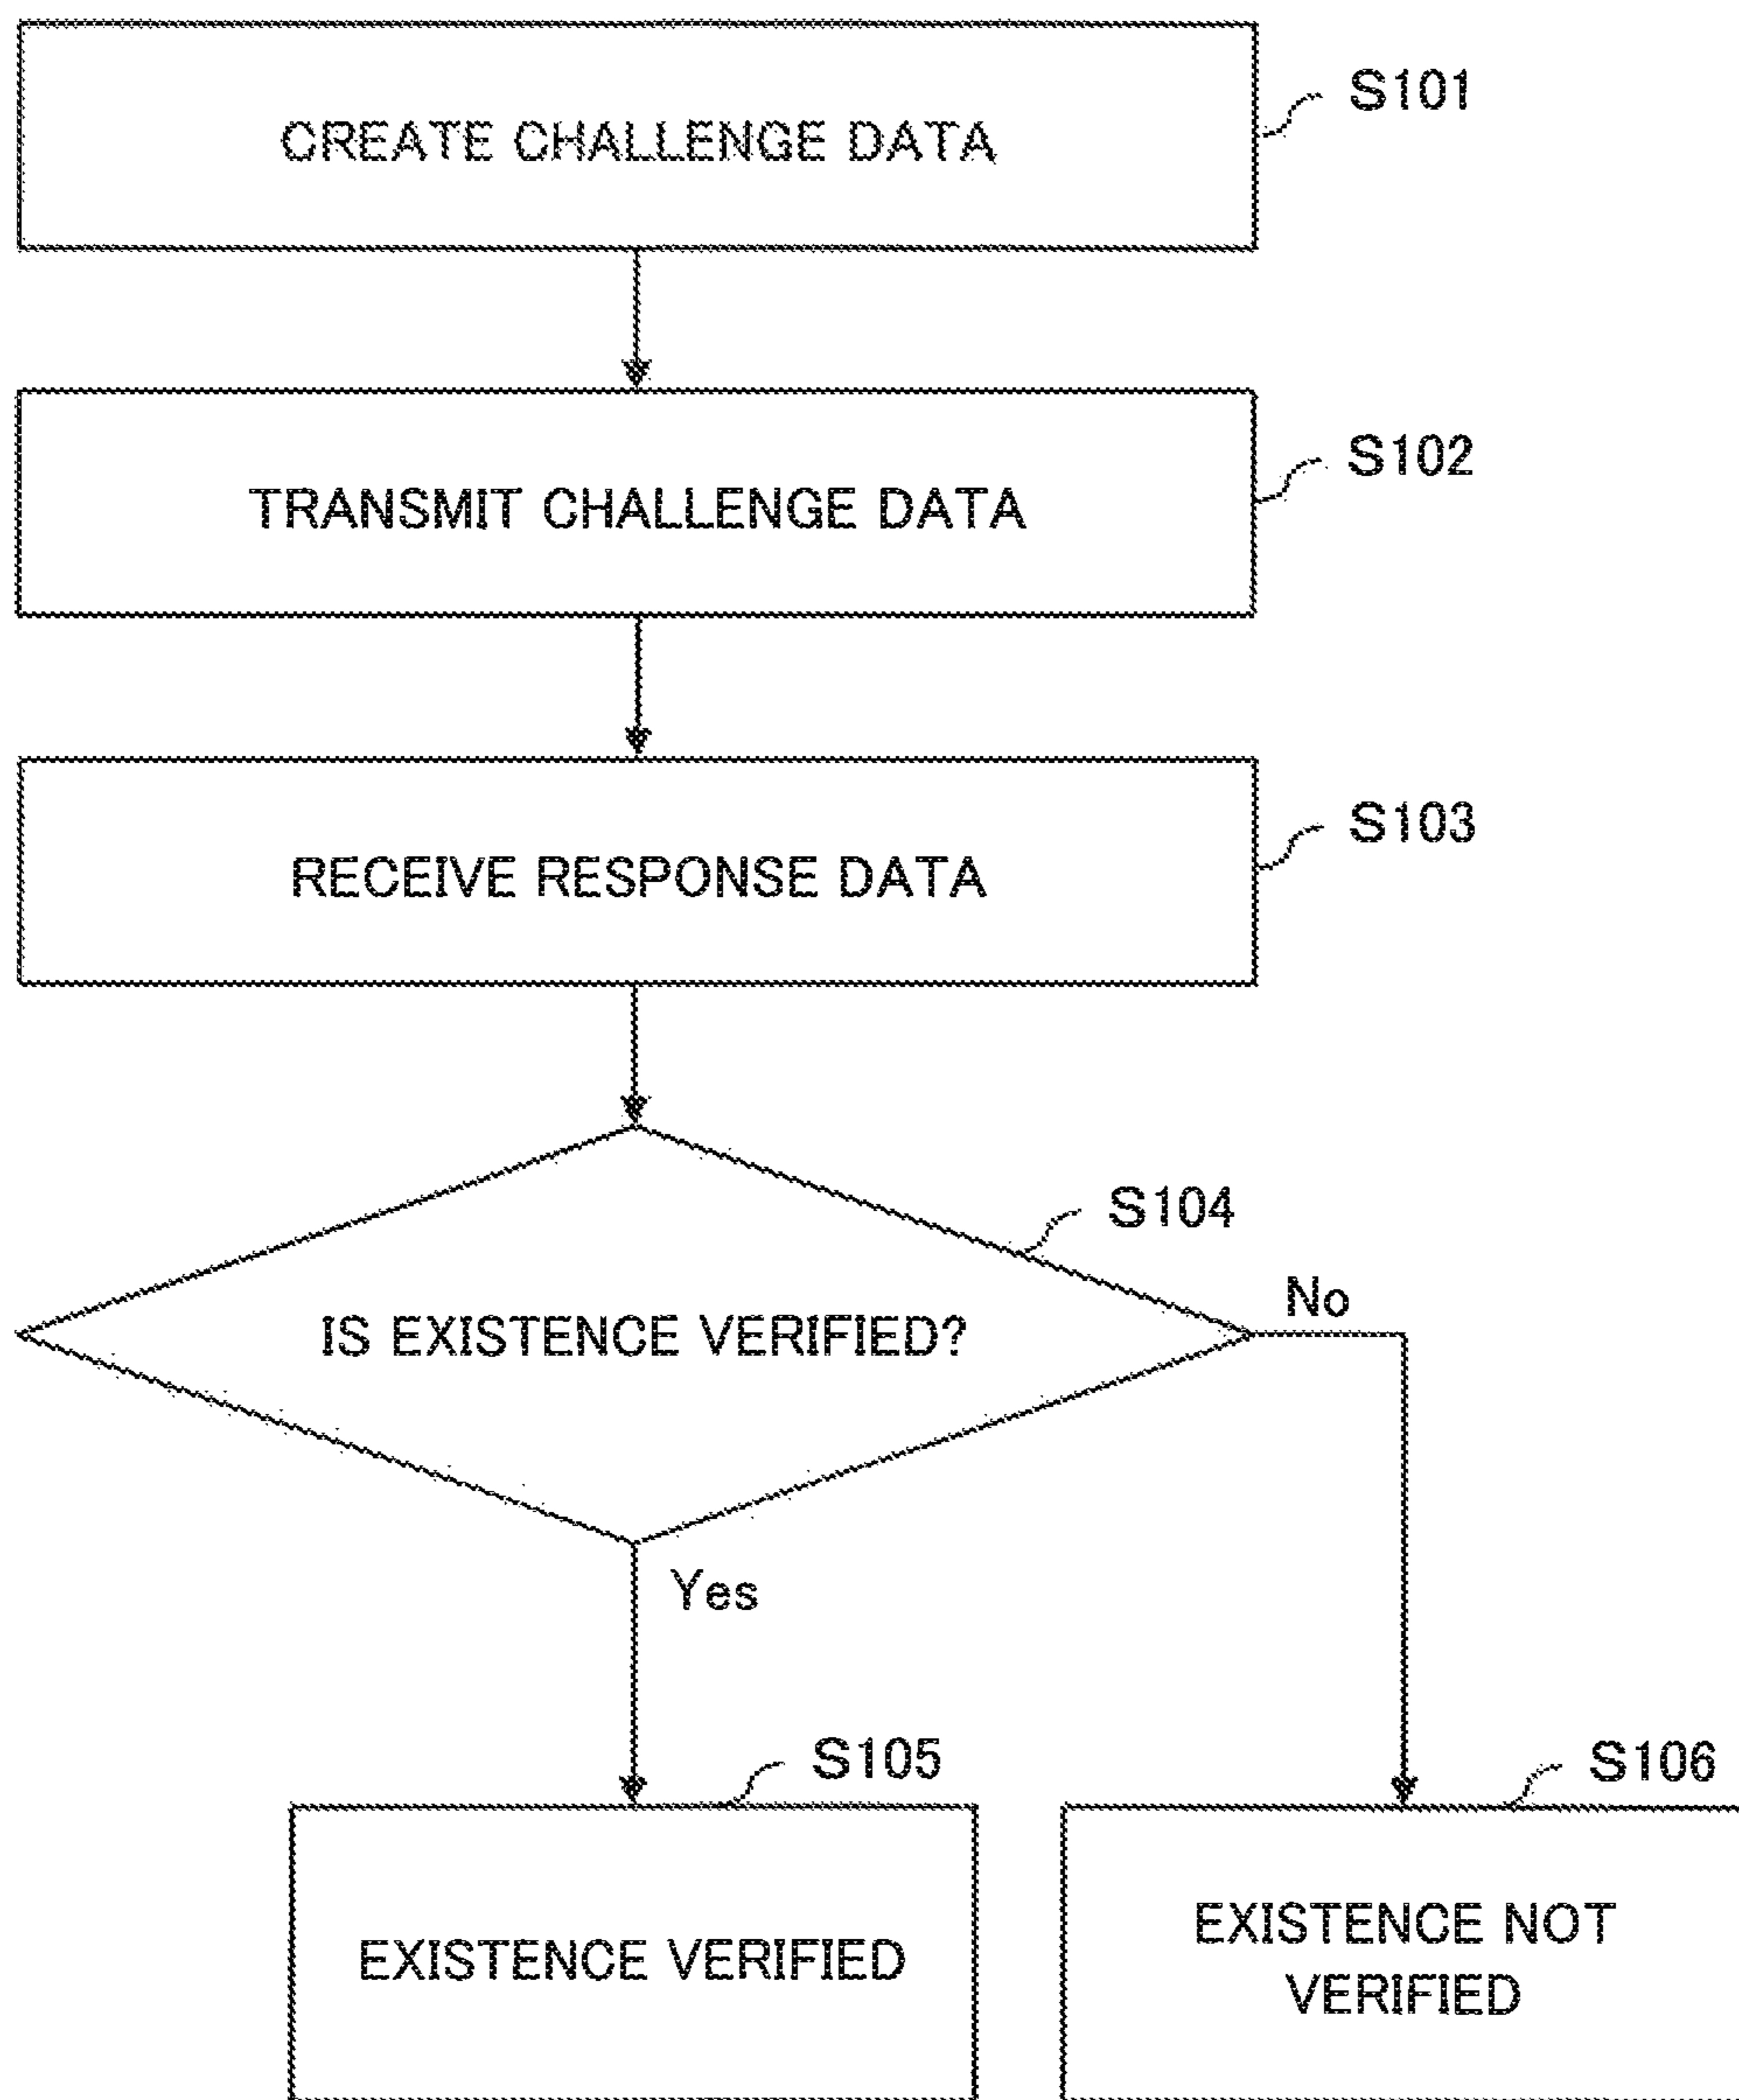 S101
CREATE CHALLENGE DATA
S102
TRANSMIT CHALLENGE DATA
S103
RECEIVE RESPONSE DATA
S104
No
IS EXISTENCE VERIFIED?
Yes
S105
S106
EXISTENCE VERIFIED
EXISTENCE NOT
VERIFIED